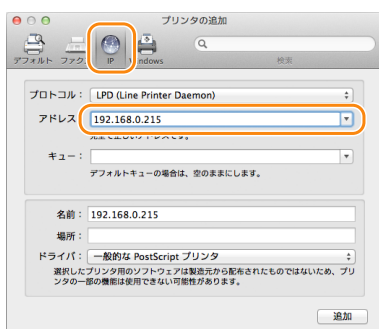 プリンタの追加
デフォルト ファクス IP Windows 検索
プロトコル： LPD (Line Printer Daemon)
アドレス： 192.168.0.215
キュー：
デフォルトキューの場合は、空のままにします。
名前： 192.168.0.215
場所：
ドライバ： 一般的な PostScript プリンタ
選択したプリンタ用のソフトウェアは製造元から配布されたものではないため、プリ
ンタの一部の機能は使用できない可能性があります。
追加